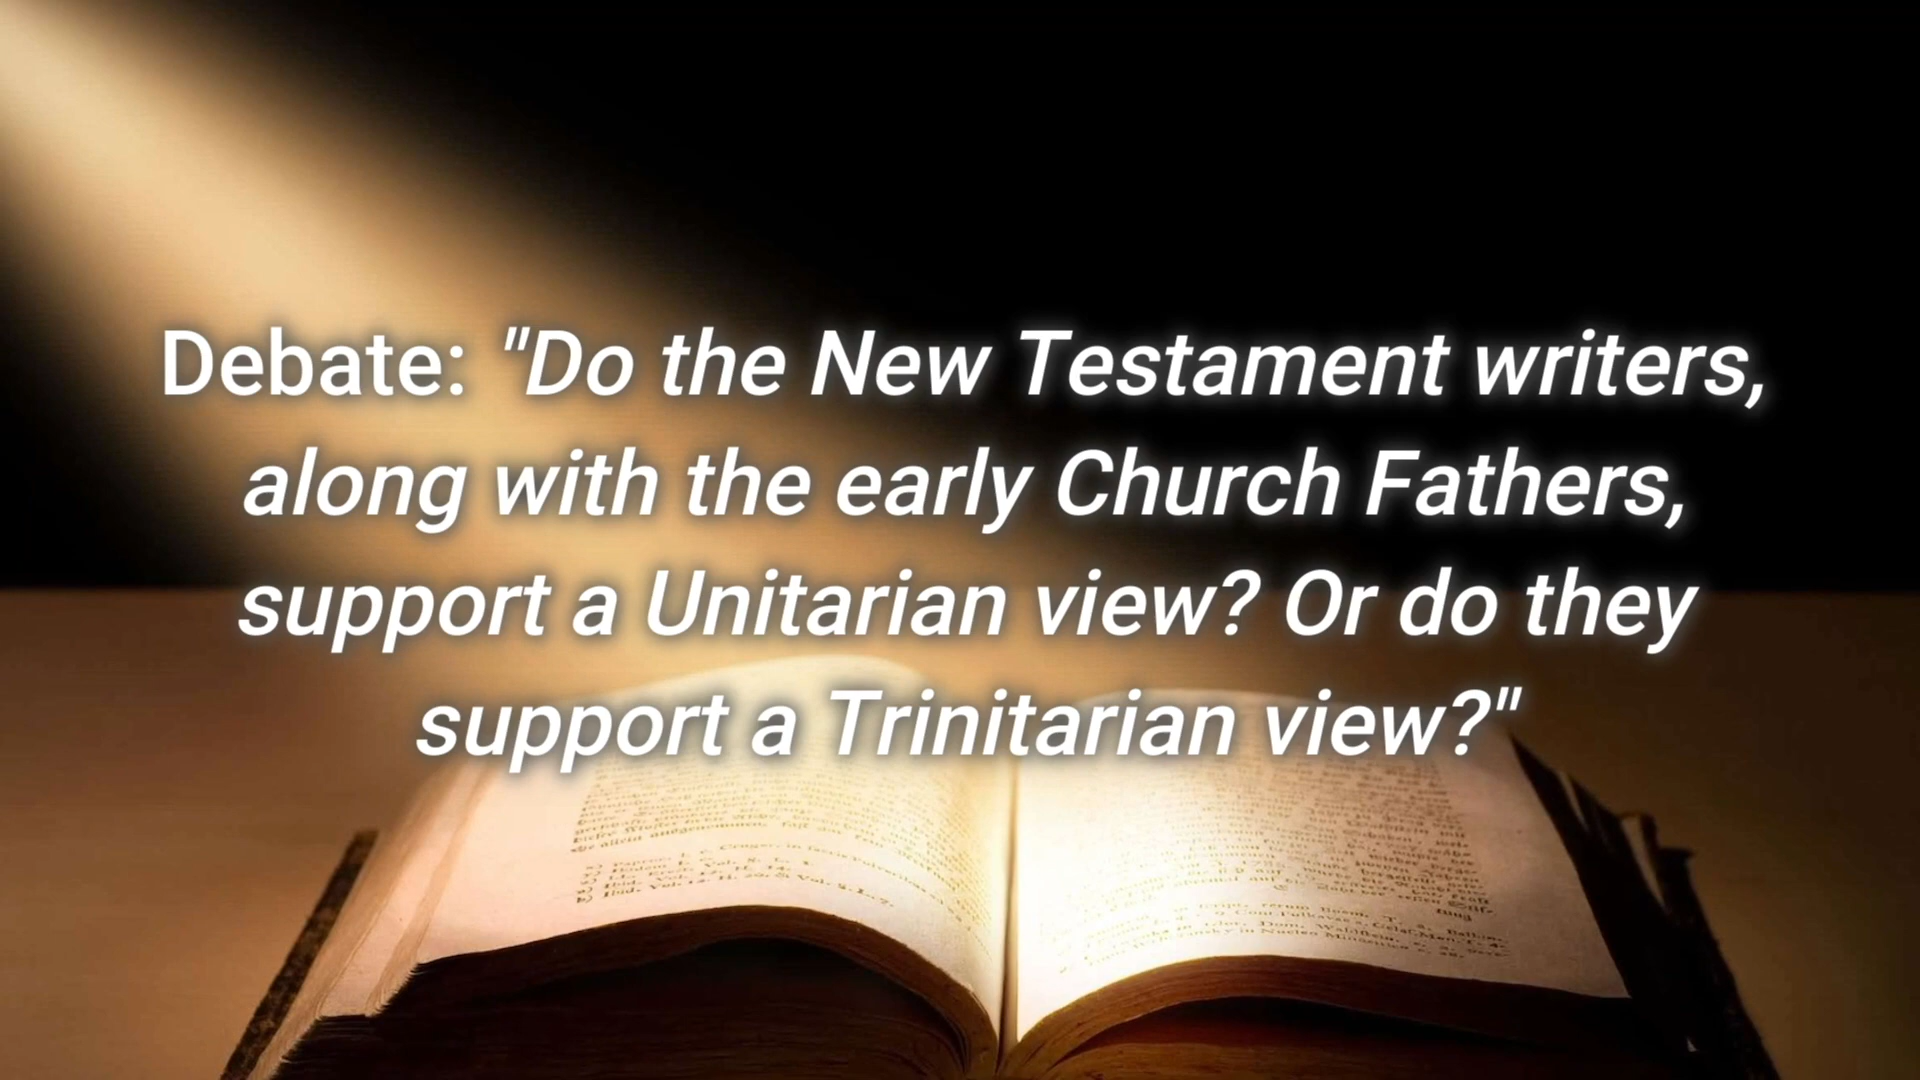 Debate: "Do the New Testament writers,
along with the early Church Fathers,
support a Unitarian view? Or do they
support a Trinitarian view?"